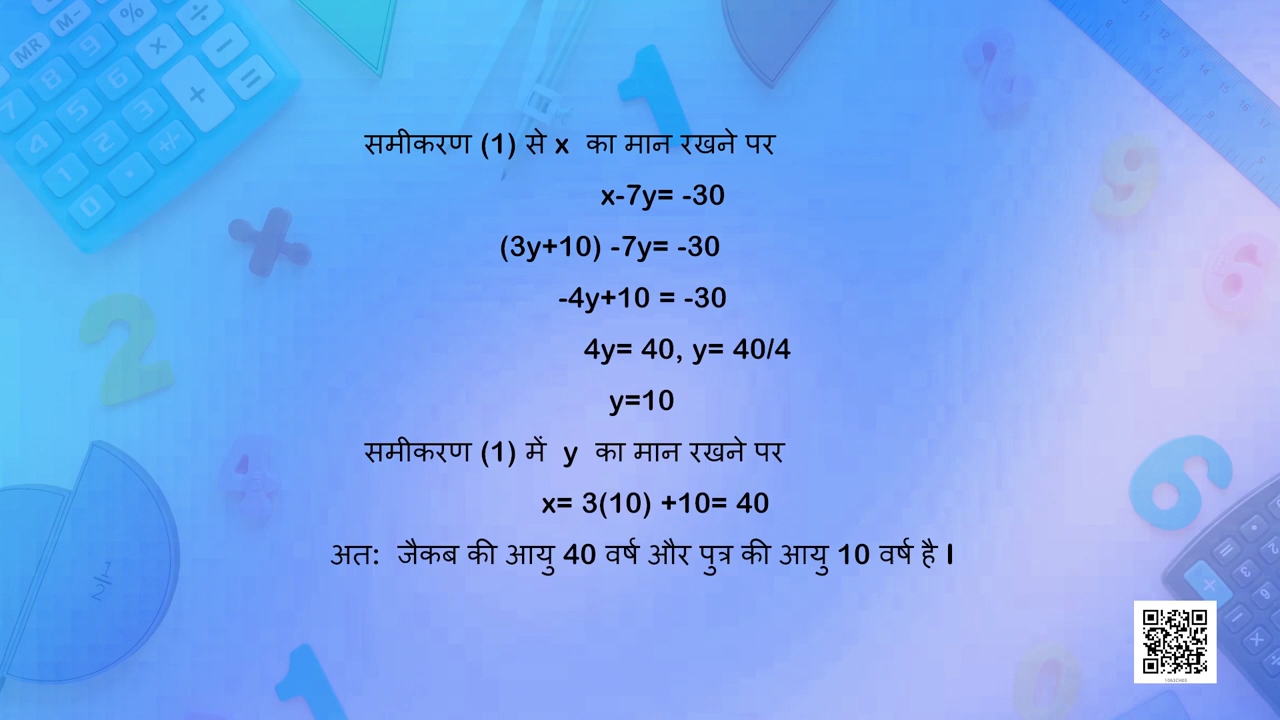 समीकरण (1) से x का मान रखने पर
x-7y= -30
(3y+10) -7y= -30
-4y+10 = -30
4y= 40, y= 40/4
y=10
समीकरण (1) में y का मान रखने पर
x= 3(10) +10= 40
अत: जैकब की आयु 40 वर्ष और पुत्र की आयु 10 वर्ष है I